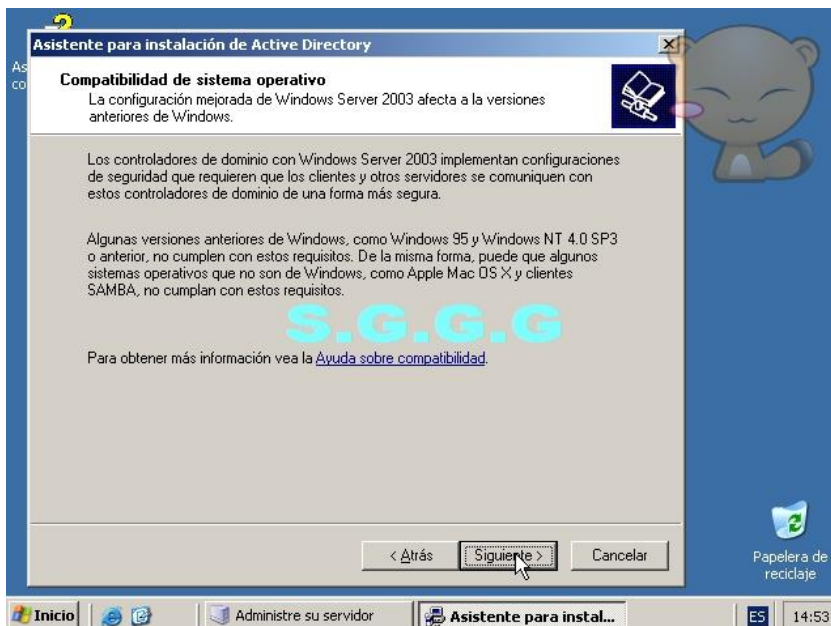 Asistente para instalación de Active Directory
As
co
Compatibilidad de sistema operativo
La configuración mejorada de Windows Server 2003 afecta a la versiones
anteriores de Windows.
Los controladores de dominio con Windows Server 2003 implementan configuraciones
de seguridad que requieren que los clientes y otros servidores se comuniquen con
estos controladores de dominio de una forma más segura.
Algunas versiones anteriores de Windows, como Windows 95 y Windows NT 4.0 SP3
o anterior, no cumplen con estos requisitos. De la misma forma, puede que algunos
sistemas operativos que no son de Windows, como Apple Mac OS X y clientes
SAMBA, no cumplan con estos requisitos.
S.G.G.G
Para obtener más información vea la Ayuda sobre compatibilidad.
< Atrás
Siguiente >
Cancelar
Papelera de
reciclaje
Inicio
Administre su servidor
Asistente para instal...
ES
14:53